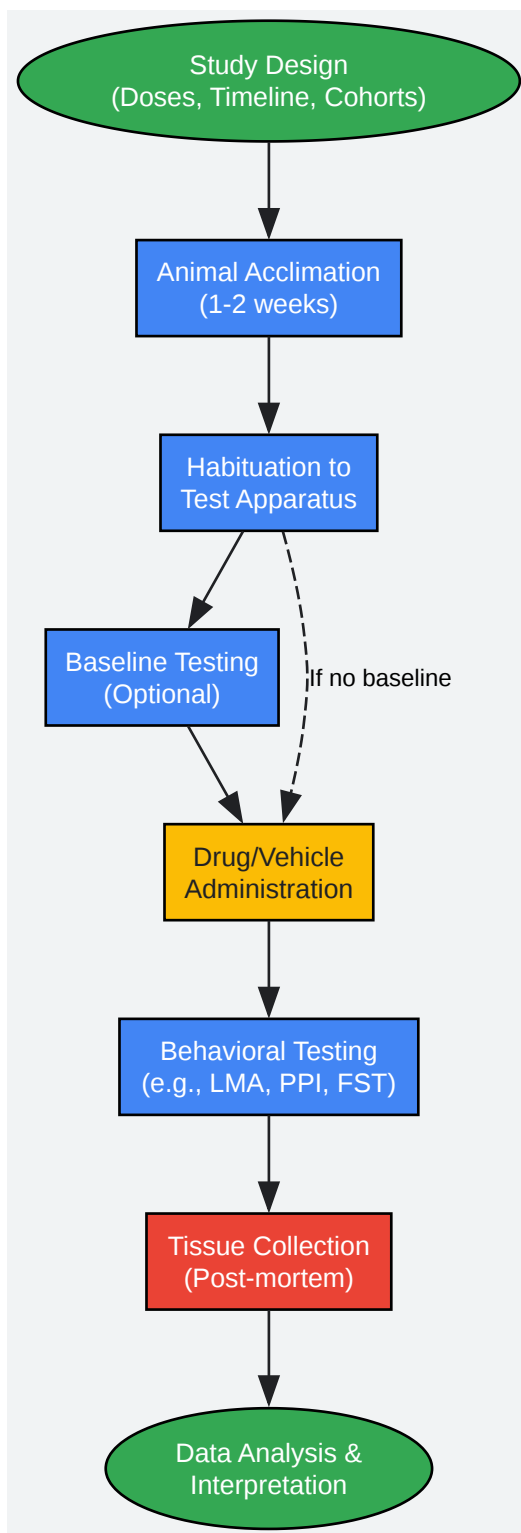 Study Design
(Doses, Timeline, Cohorts)
Animal Acclimation
(1-2 weeks)
Habituation to
Test Apparatus
Baseline Testing
(Optional)
If no baseline
Drug/Vehicle
Administration
Behavioral Testing
(e.g., LMA, PPI, FST)
Tissue Collection
(Post-mortem)
Data Analysis &
Interpretation